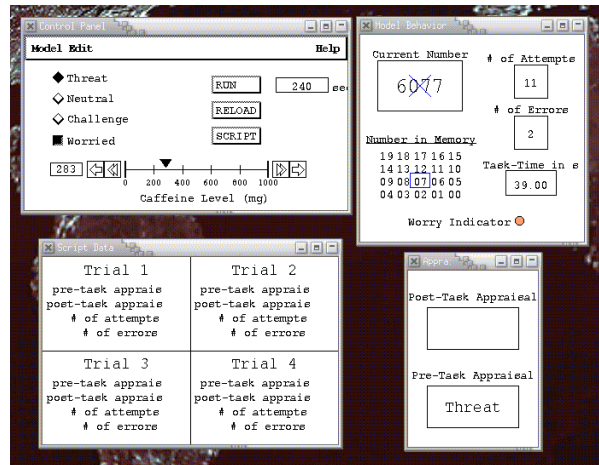 Control Panel
Model Edit Help
Threat
Neutral
Challenge
Worried
RUN 240 sec
RELOAD
SCRIPT
283
0 200 400 600 800 1000
Caffeine Level (mg)
Model Behavior
Current Number
6077
# of Attempts
11
# of Errors
2
Number in Memory
19 18 17 16 15
14 13 12 11 10
09 08 07 06 05
04 03 02 01 00
Task-Time in s
39.00
Worry Indicator
Script Data
Trial 1
pre-task apprais
post-task apprais
# of attempts
# of errors
Trial 2
pre-task apprais
post-task apprais
# of attempts
# of errors
Trial 3
pre-task apprais
post-task apprais
# of attempts
# of errors
Trial 4
pre-task apprais
post-task apprais
# of attempts
# of errors
Appra
Post-Task Appraisal
Pre-Task Appraisal
Threat